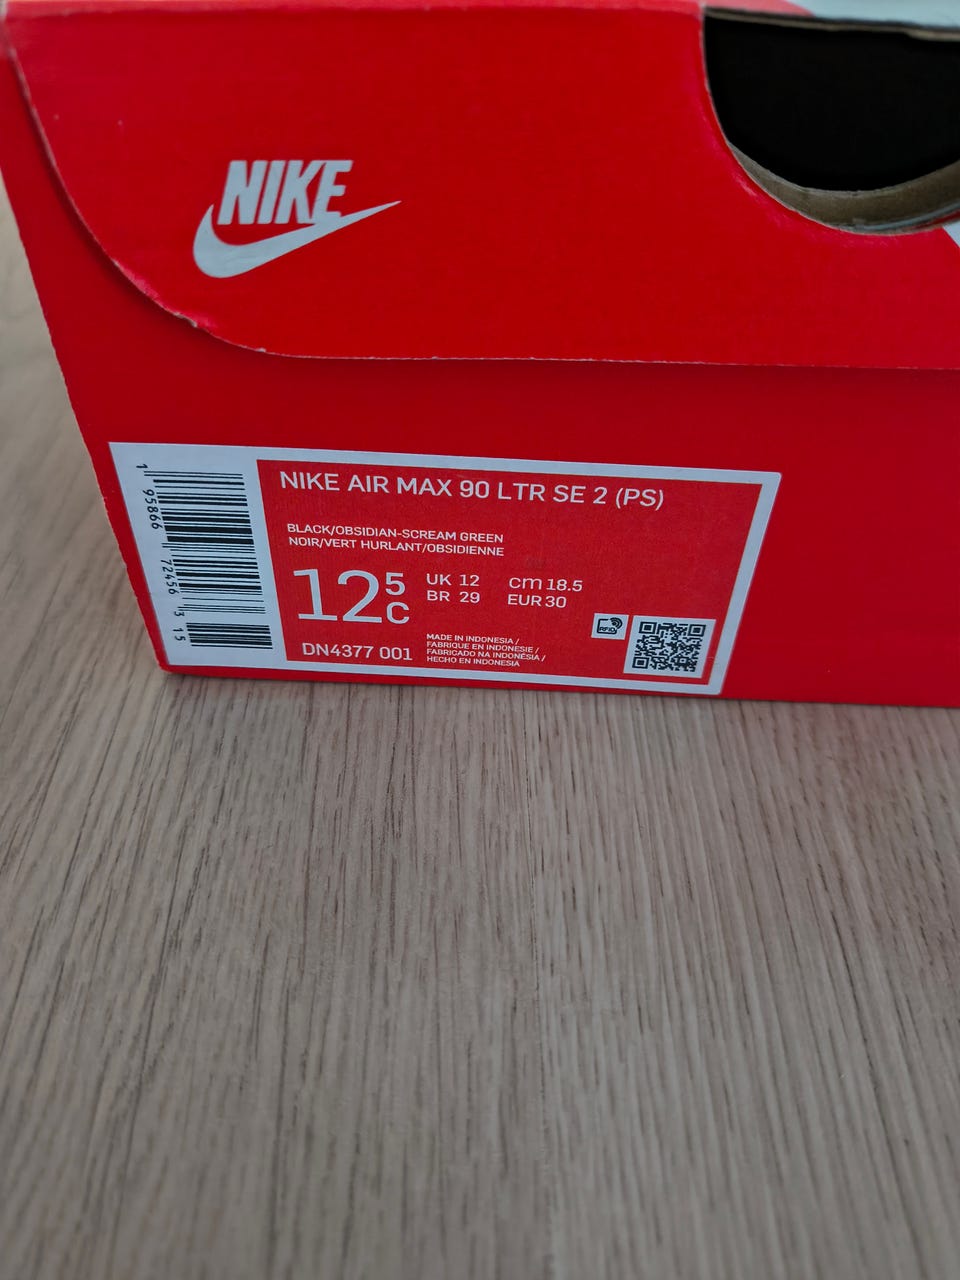 NIKE
NIKE AIR MAX 90 LTR SE 2 (PS)
BLACK/OBSIDIAN-SCREAM GREEN
NOIR/VERT HURLANT/OBSIDIENNE
12 5 C
UK 12 cm 18.5
BR 29 EUR 30
DN4377 001
MADE IN INDONESIA /
FABRIQUE EN INDONESIE /
FABRICADO NA INDONÉSIA /
HECHO EN INDONESIA
1 95866 72456 3 15